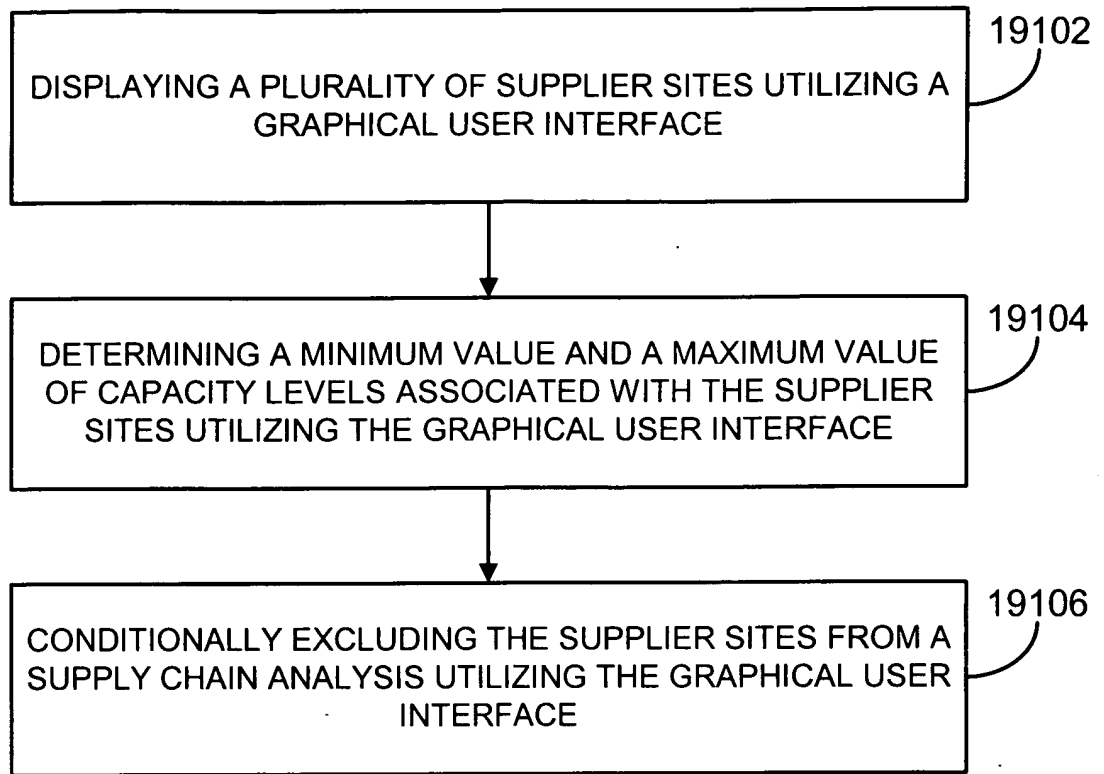 19102
DISPLAYING A PLURALITY OF SUPPLIER SITES UTILIZING A
GRAPHICAL USER INTERFACE
19104
DETERMINING A MINIMUM VALUE AND A MAXIMUM VALUE
OF CAPACITY LEVELS ASSOCIATED WITH THE SUPPLIER
SITES UTILIZING THE GRAPHICAL USER INTERFACE
19106
CONDITIONALLY EXCLUDING THE SUPPLIER SITES FROM A
SUPPLY CHAIN ANALYSIS UTILIZING THE GRAPHICAL USER
INTERFACE